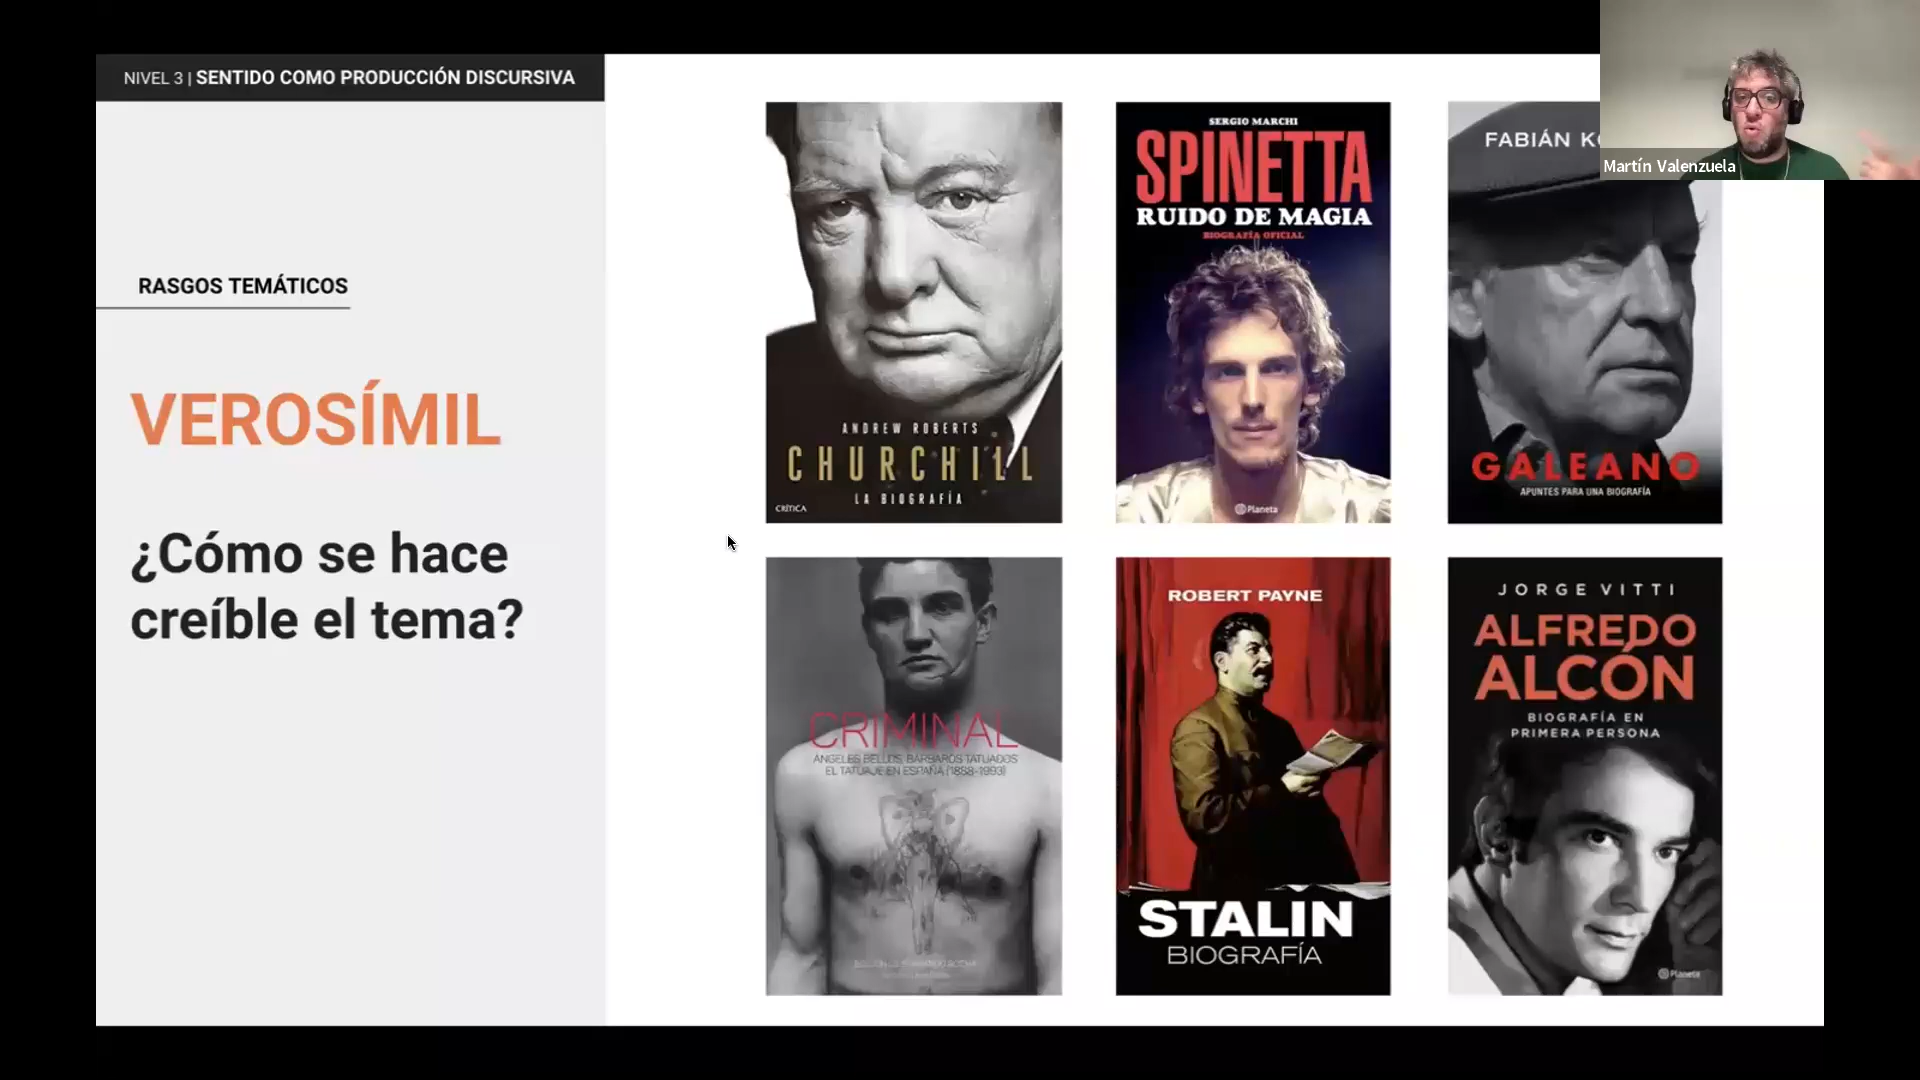 NIVEL 3 | SENTIDO COMO PRODUCCIÓN DISCURSIVA
RASGOS TEMÁTICOS
VEROSÍMIL
¿Cómo se hace
creíble el tema?
ANDREW ROBERTS
CHURCHILL
LA BIOGRAFÍA
CRÍTICA
SERGIO MARCHI
SPINETTA
RUIDO DE MAGIA
BIOGRAFÍA OFICIAL
Planeta
FABIÁN
GALEANO
APUNTES PARA UNA BIOGRAFÍA
CRIMINAL
ÁNGELES BELLOS, BÁRBAROS TATUADOS
EL TATUAJE EN ESPAÑA (1888-1993)
ROBERT PAYNE
STALIN
BIOGRAFÍA
JORGE VITTI
ALFREDO
ALCÓN
BIOGRAFÍA EN
PRIMERA PERSONA
Planeta
Martín Valenzuela